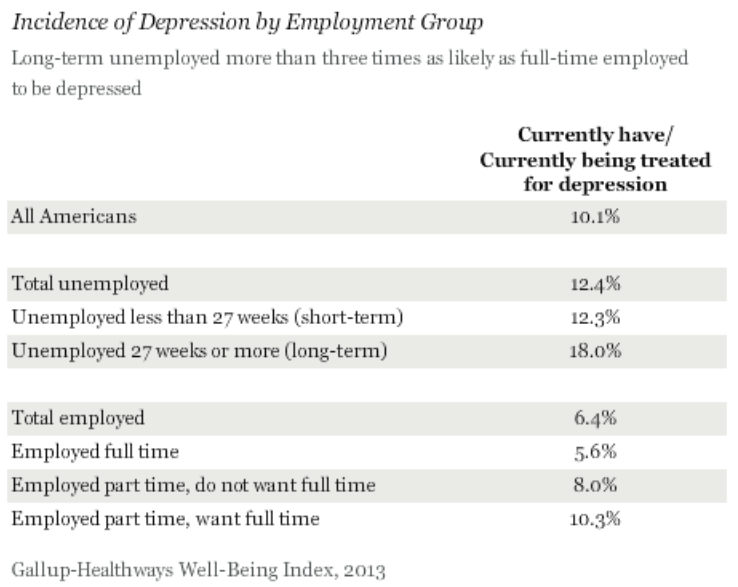 Incidence of Depression by Employment Group
Long-term unemployed more than three times as likely as full-time employed
to be depressed
Currently have/
Currently being treated
for depression
All Americans 10.1%
Total unemployed 12.4%
Unemployed less than 27 weeks (short-term) 12.3%
Unemployed 27 weeks or more (long-term) 18.0%
Total employed 6.4%
Employed full time 5.6%
Employed part time, do not want full time 8.0%
Employed part time, want full time 10.3%
Gallup-Healthways Well-Being Index, 2013